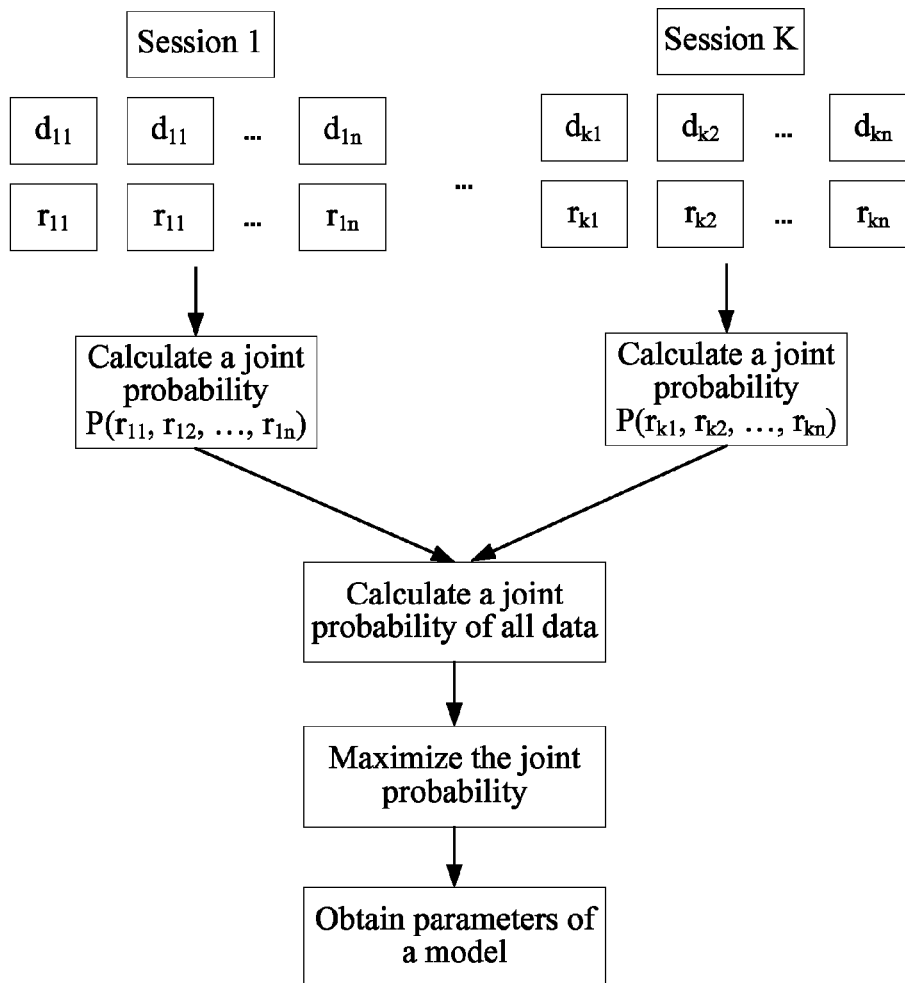 Session 1
Session K
d11 d11 ... d1n
dk1 dk2 ... dkn
...
r11 r11 ... r1n
rk1 rk2 ... rkn
Calculate a joint
probability
P(r11, r12, …, r1n)
Calculate a joint
probability
P(rk1, rk2, …, rkn)
Calculate a joint
probability of all data
Maximize the joint
probability
Obtain parameters of
a model